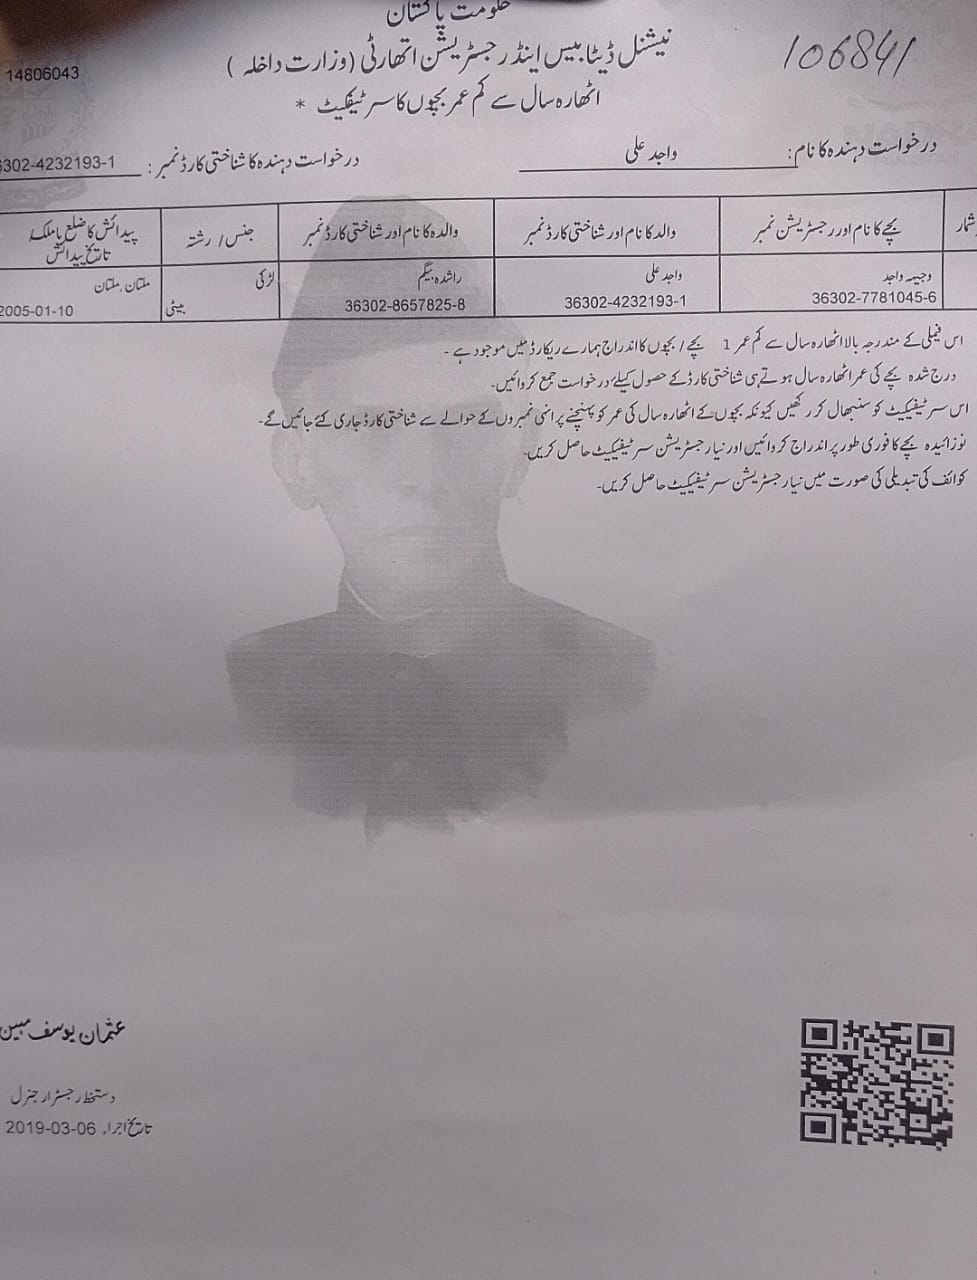 حکومت پاکستان
نیشنل ڈیٹا بیس اینڈ رجسٹریشن اتھارٹی (وزارت داخلہ)
اٹھارہ سال سے کم عمر بچوں کا سرٹیفکیٹ *
14806043
106841
درخواست دہندہ کا نام: واجد علی
درخواست دہندہ کا شناختی کارڈ نمبر: 6302-4232193-1
شمار
بچے کا نام اور رجسٹریشن نمبر
والد کا نام اور شناختی کارڈ نمبر
والدہ کا نام اور شناختی کارڈ نمبر
جنس / رشتہ
پیدائش کا ضلع یا ملک/
تاریخ پیدائش
وجیہہ واجد
36302-7781045-6
واجد علی
36302-4232193-1
راشدہ بیگم
36302-8657825-8
لڑکی
بیٹی
ملتان, ملتان
2005-01-10
اس فیملی کے مندرجہ بالا اٹھارہ سال سے کم عمر 1 بچے / بچوں کا اندراج ہمارے ریکارڈ میں موجود ہے۔
درج شدہ بچے کی عمر اٹھارہ سال ہوتے ہی شناختی کارڈ کے حصول کیلئے درخواست جمع کروائیں۔
اس سرٹیفیکیٹ کو سنبھال کر رکھیں کیونکہ بچوں کے اٹھارہ سال کی عمر کو پہنچنے پر انہی نمبروں کے حوالے سے شناختی کارڈ جاری کئے جائیں گے۔
نوزائیدہ بچے کا فوری طور پر اندراج کروائیں اور نیا رجسٹریشن سرٹیفیکیٹ حاصل کریں۔
کوائف کی تبدیلی کی صورت میں نیا رجسٹریشن سرٹیفیکیٹ حاصل کریں۔
عثمان یوسف مبین
دستخط رجسٹرار جنرل
تاریخ اجراء 2019-03-06